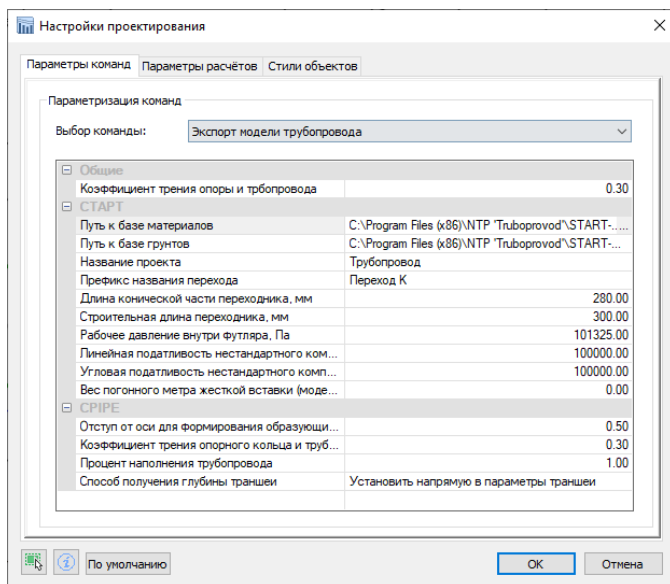 Настройки проектирования
Параметры команд Параметры расчётов Стили объектов
Параметризация команд
Выбор команды: Экспорт модели трубопровода
Общие
Коэффициент трения опоры и трбопровода 0.30
СТАРТ
Путь к базе материалов C:\Program Files (x86)\NTP 'Truboprovod'\START-... ...
Путь к базе грунтов C:\Program Files (x86)\NTP 'Truboprovod'\START-...
Название проекта Трубопровод
Префикс названия перехода Переход К
Длина конической части переходника, мм 280.00
Строительная длина переходника, мм 300.00
Рабочее давление внутри футляра, Па 101325.00
Линейная податливость нестандартного ком... 100000.00
Угловая податливость нестандартного комп... 100000.00
Вес погонного метра жесткой вставки (моде... 0.00
CPIPE
Отступ от оси для формирования образующи... 0.50
Коэффициент трения опорного кольца и труб... 0.30
Процент наполнения трубопровода 1.00
Способ получения глубины траншеи Установить напрямую в параметры траншеи
По умолчанию OK Отмена